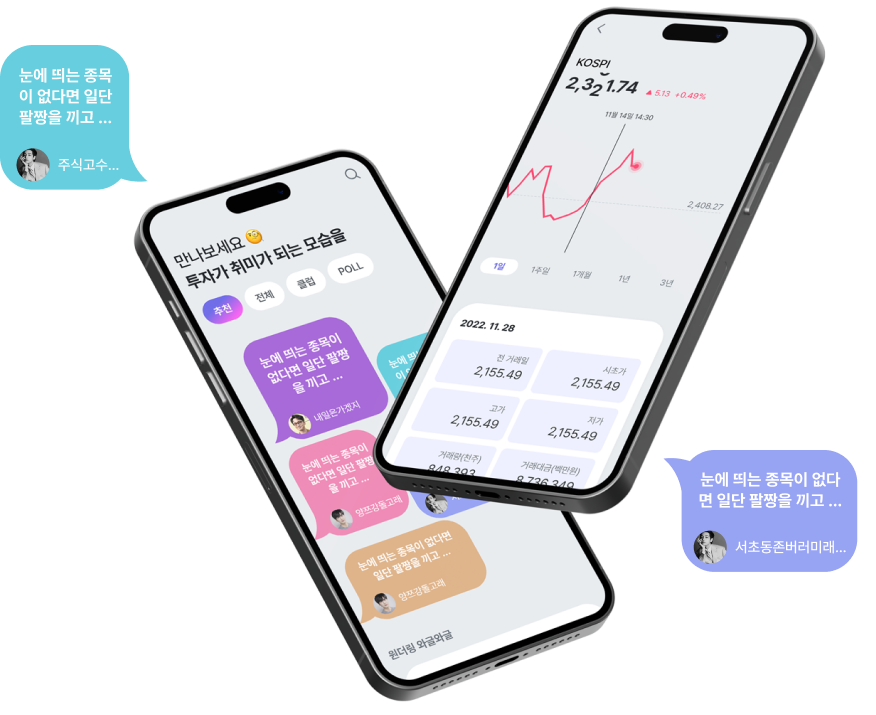 눈에 띄는 종목
이 없다면 일단
팔짱을 끼고 ...
주식고수...
만나보세요
투자가 취미가 되는 모습을
추천
전체
클럽
POLL
눈에 띄는 종목이
없다면 일단 팔짱
을 끼고 ...
내일은가겠지
눈에 띄는 종목이
없다면 일단 팔짱
을 끼고 ...
앙쯔강돌고래
눈에 띄는 종목이 없다면
일단 팔짱을 끼고 ...
앙쯔강돌고래
원더링 와글와글
KOSPI
2,321.74
▲ 5.13 +0.49%
11월 14일 14:30
2,408.27
1일
1주일
1개월
1년
3년
2022. 11. 28
전 거래일
2,155.49
시초가
2,155.49
고가
2,155.49
저가
2,155.49
거래량(천주)
848,393
거래대금(백만원)
8,736,349
눈에 띄는 종목이 없다
면 일단 팔짱을 끼고 ...
서초동존버러미래...